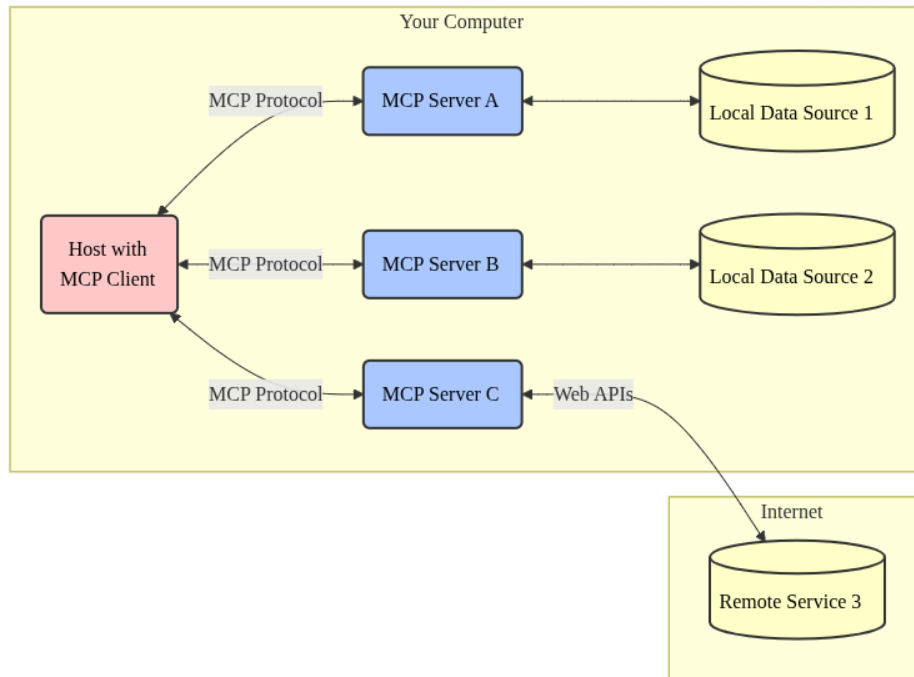 Your Computer
MCP Protocol
MCP Server A
Local Data Source 1
Host with
MCP Client
MCP Protocol
MCP Server B
Local Data Source 2
MCP Protocol
MCP Server C
Web APIs
Internet
Remote Service 3